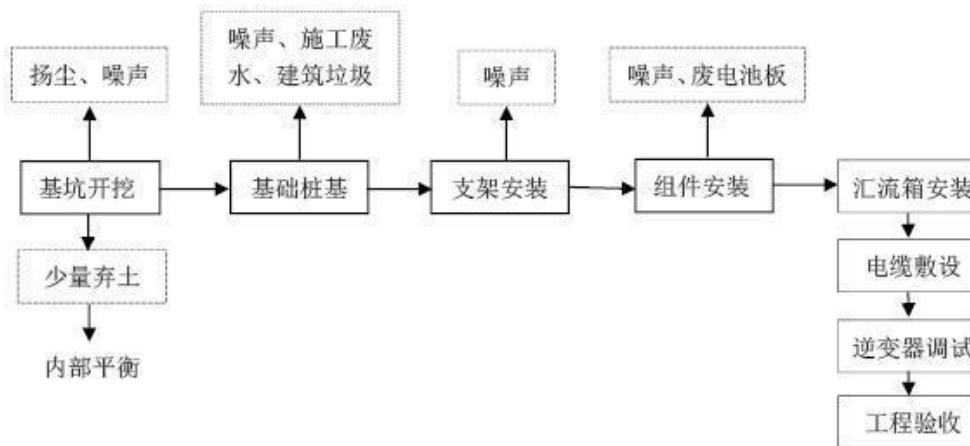 扬尘、噪声
噪声、施工废
水、建筑垃圾
噪声
噪声、废电池板
基坑开挖
基础桩基
支架安装
组件安装
汇流箱安装
少量弃土
电缆敷设
内部平衡
逆变器调试
工程验收